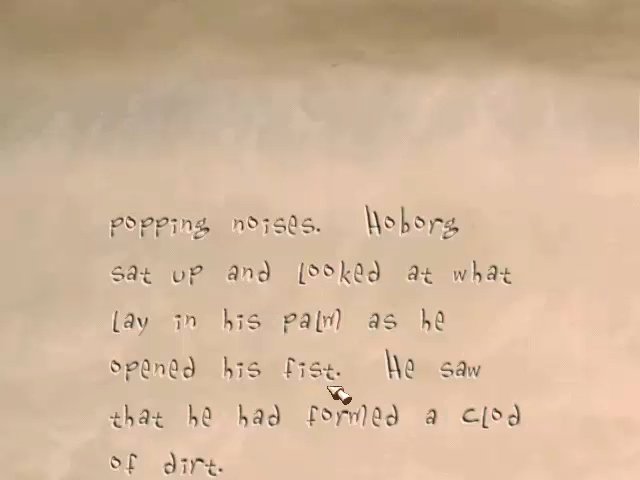 popping noises. Hoborg
sat up and looked at what
lay in his palm as he
opened his fist. He saw
that he had formed a clod
of dirt.